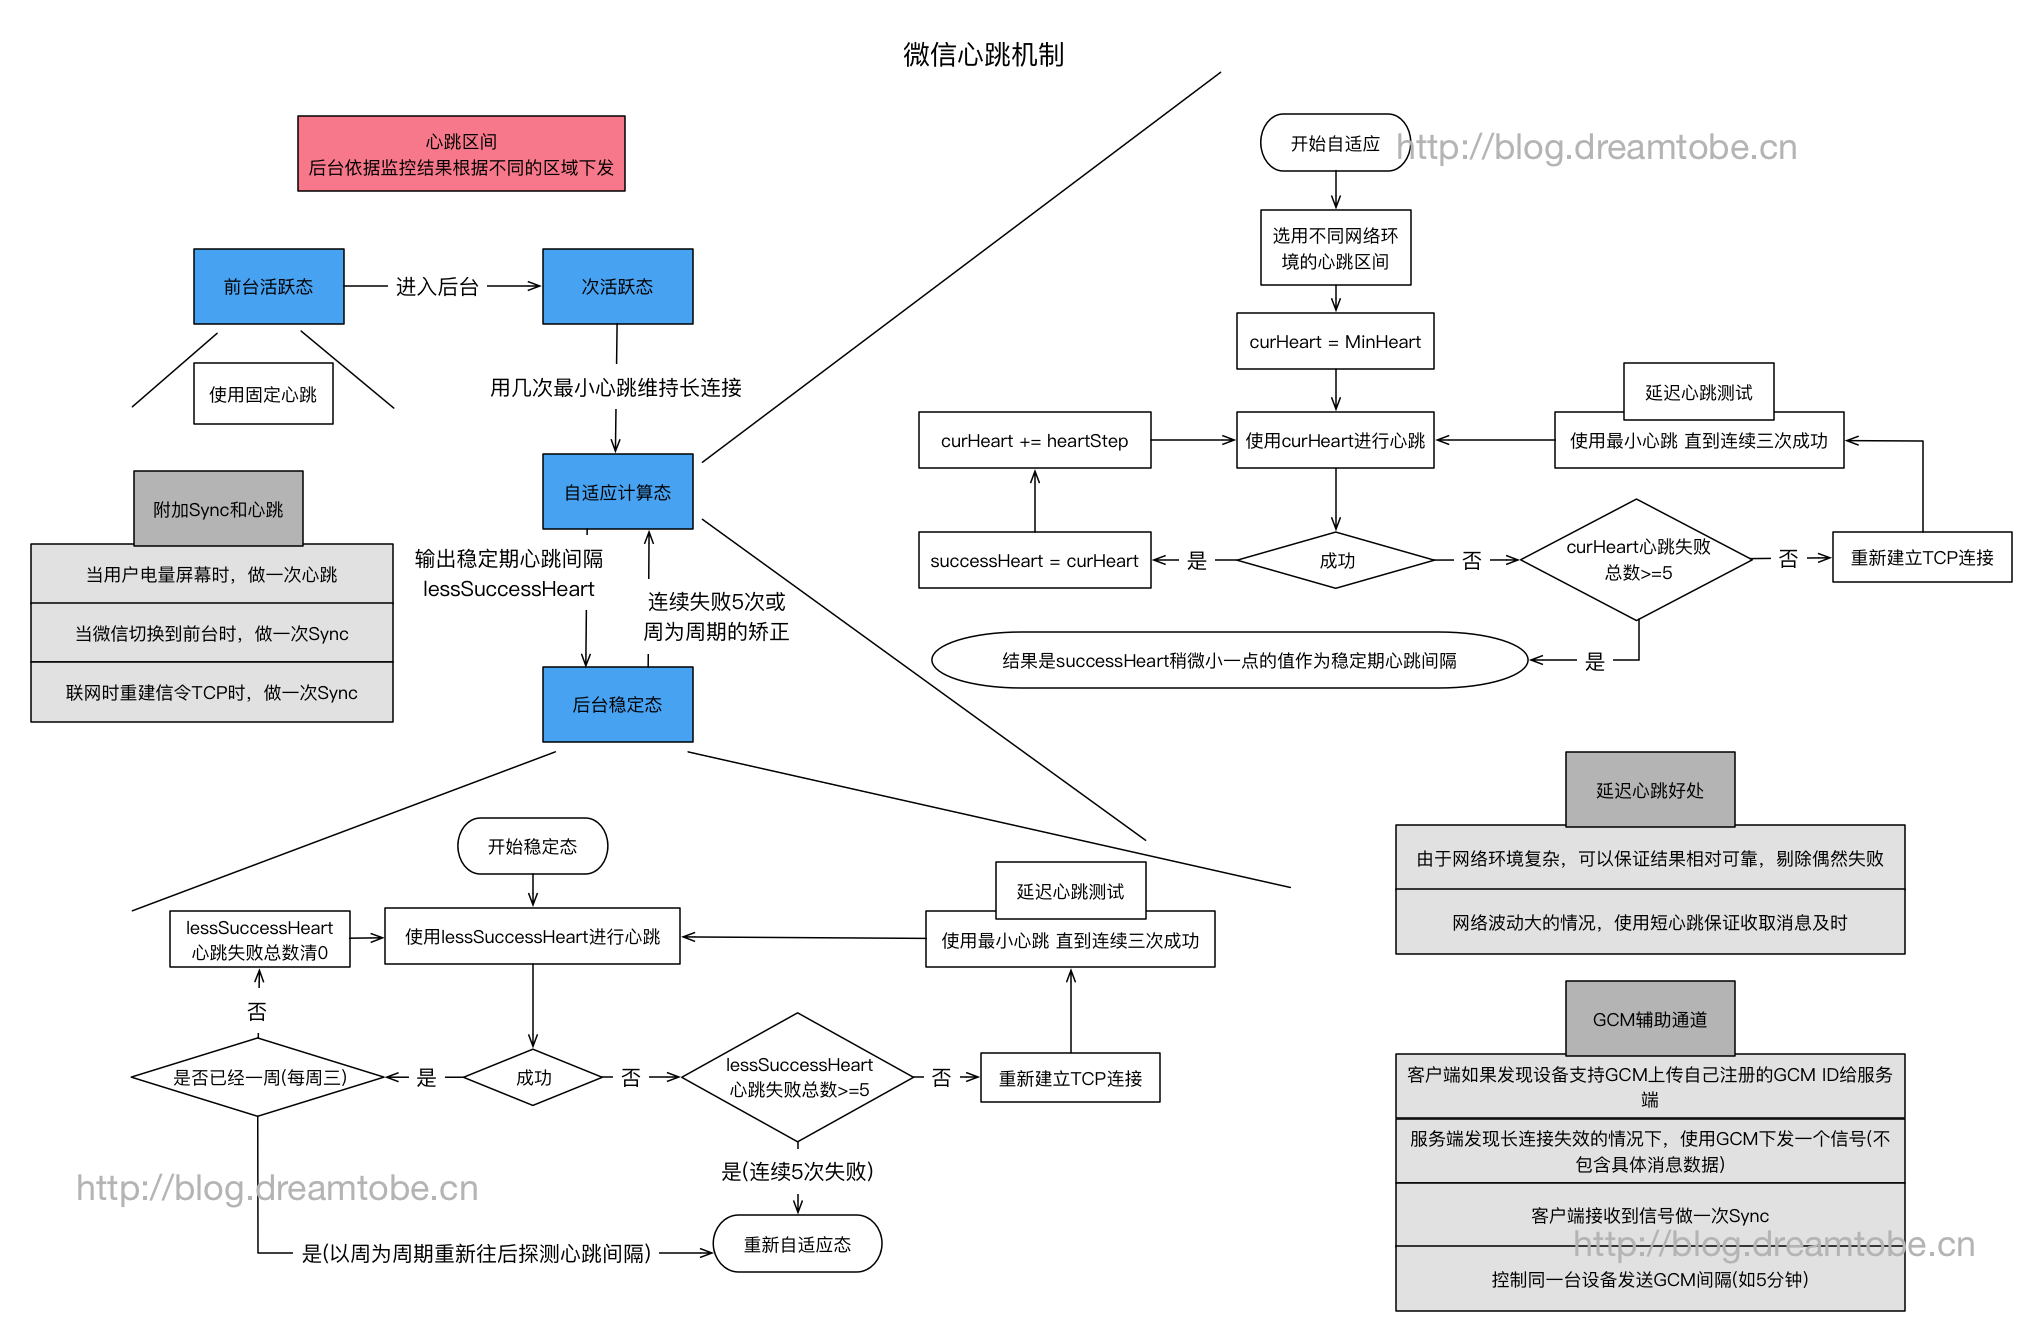 微信心跳机制
心跳区间
后台依据监控结果根据不同的区域下发
前台活跃态
进入后台
次活跃态
使用固定心跳
用几次最小心跳维持长连接
自适应计算态
输出稳定期心跳间隔
lessSuccessHeart
连续失败5次或
周为周期的矫正
后台稳定态
附加Sync和心跳
当用户电量屏幕时，做一次心跳
当微信切换到前台时，做一次Sync
联网时重建信令TCP时，做一次Sync
开始自适应
http://blog.dreamtobe.cn
选用不同网络环
境的心跳区间
curHeart = MinHeart
curHeart += heartStep
使用curHeart进行心跳
延迟心跳测试
使用最小心跳 直到连续三次成功
successHeart = curHeart
是
成功
否
curHeart心跳失败
总数>=5
否
重新建立TCP连接
结果是successHeart稍微小一点的值作为稳定期心跳间隔
是
开始稳定态
lessSuccessHeart
心跳失败总数清0
使用lessSuccessHeart进行心跳
延迟心跳测试
使用最小心跳 直到连续三次成功
否
是否已经一周(每周三)
是
成功
否
lessSuccessHeart
心跳失败总数>=5
否
重新建立TCP连接
是(连续5次失败)
http://blog.dreamtobe.cn
是(以周为周期重新往后探测心跳间隔)
重新自适应态
延迟心跳好处
由于网络环境复杂，可以保证结果相对可靠，剔除偶然失败
网络波动大的情况，使用短心跳保证收取消息及时
GCM辅助通道
客户端如果发现设备支持GCM上传自己注册的GCM ID给服务
端
服务端发现长连接失效的情况下，使用GCM下发一个信号(不
包含具体消息数据)
客户端接收到信号做一次Sync
http://blog.dreamtobe.cn
控制同一台设备发送GCM间隔(如5分钟)